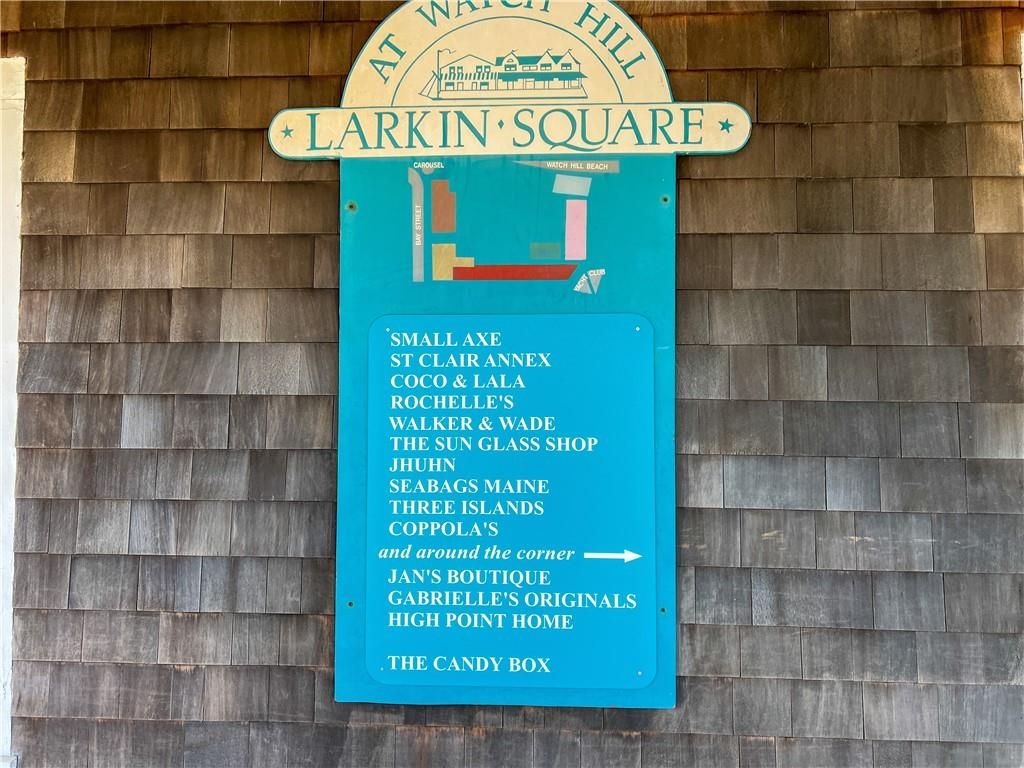 AT WATCH HILL
LARKIN · SQUARE
CAROUSEL
WATCH HILL BEACH
BAY STREET
YACHT CLUB
SMALL AXE
ST CLAIR ANNEX
COCO & LALA
ROCHELLE'S
WALKER & WADE
THE SUN GLASS SHOP
JHUHN
SEABAGS MAINE
THREE ISLANDS
COPPOLA'S
and around the corner
JAN'S BOUTIQUE
GABRIELLE'S ORIGINALS
HIGH POINT HOME
THE CANDY BOX